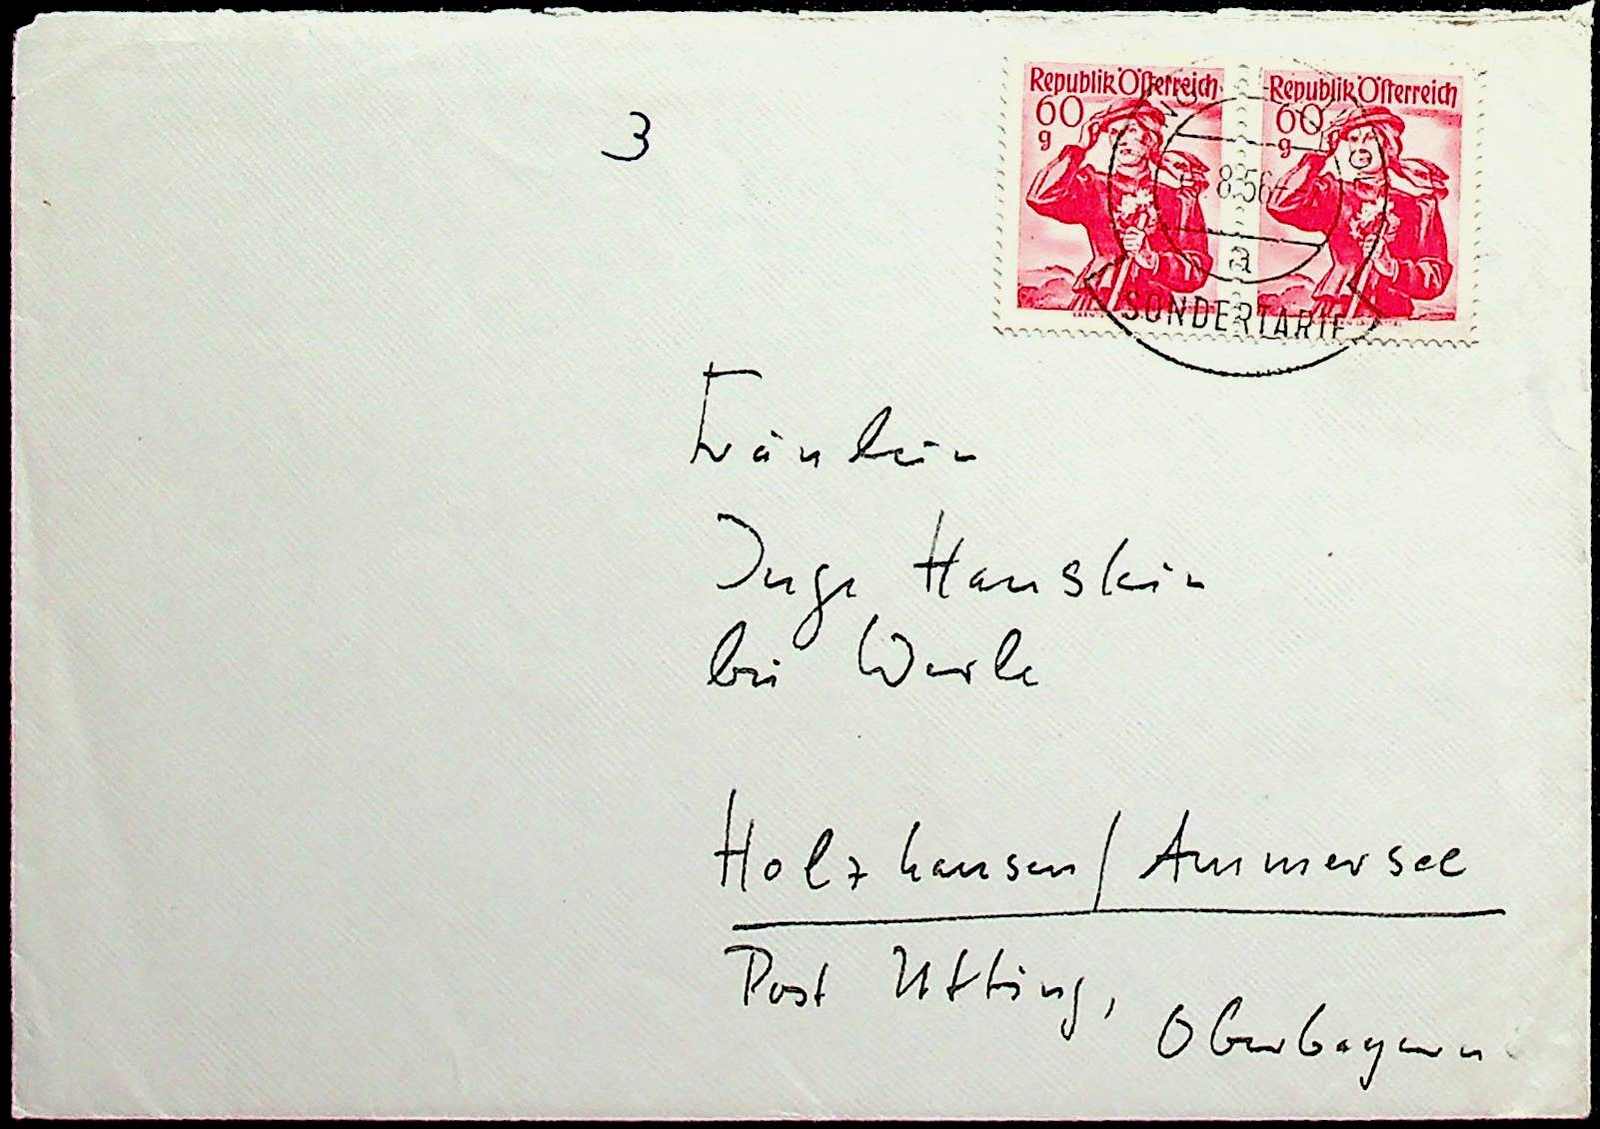 3
Republik Österreich
60
g
Republik Österreich
60
g
8.56
a
SONDERTARIF
Fräulein
Inge Hauslein
bei Werle
Holzhausen / Ammersee
Post Utting,
Oberbayern